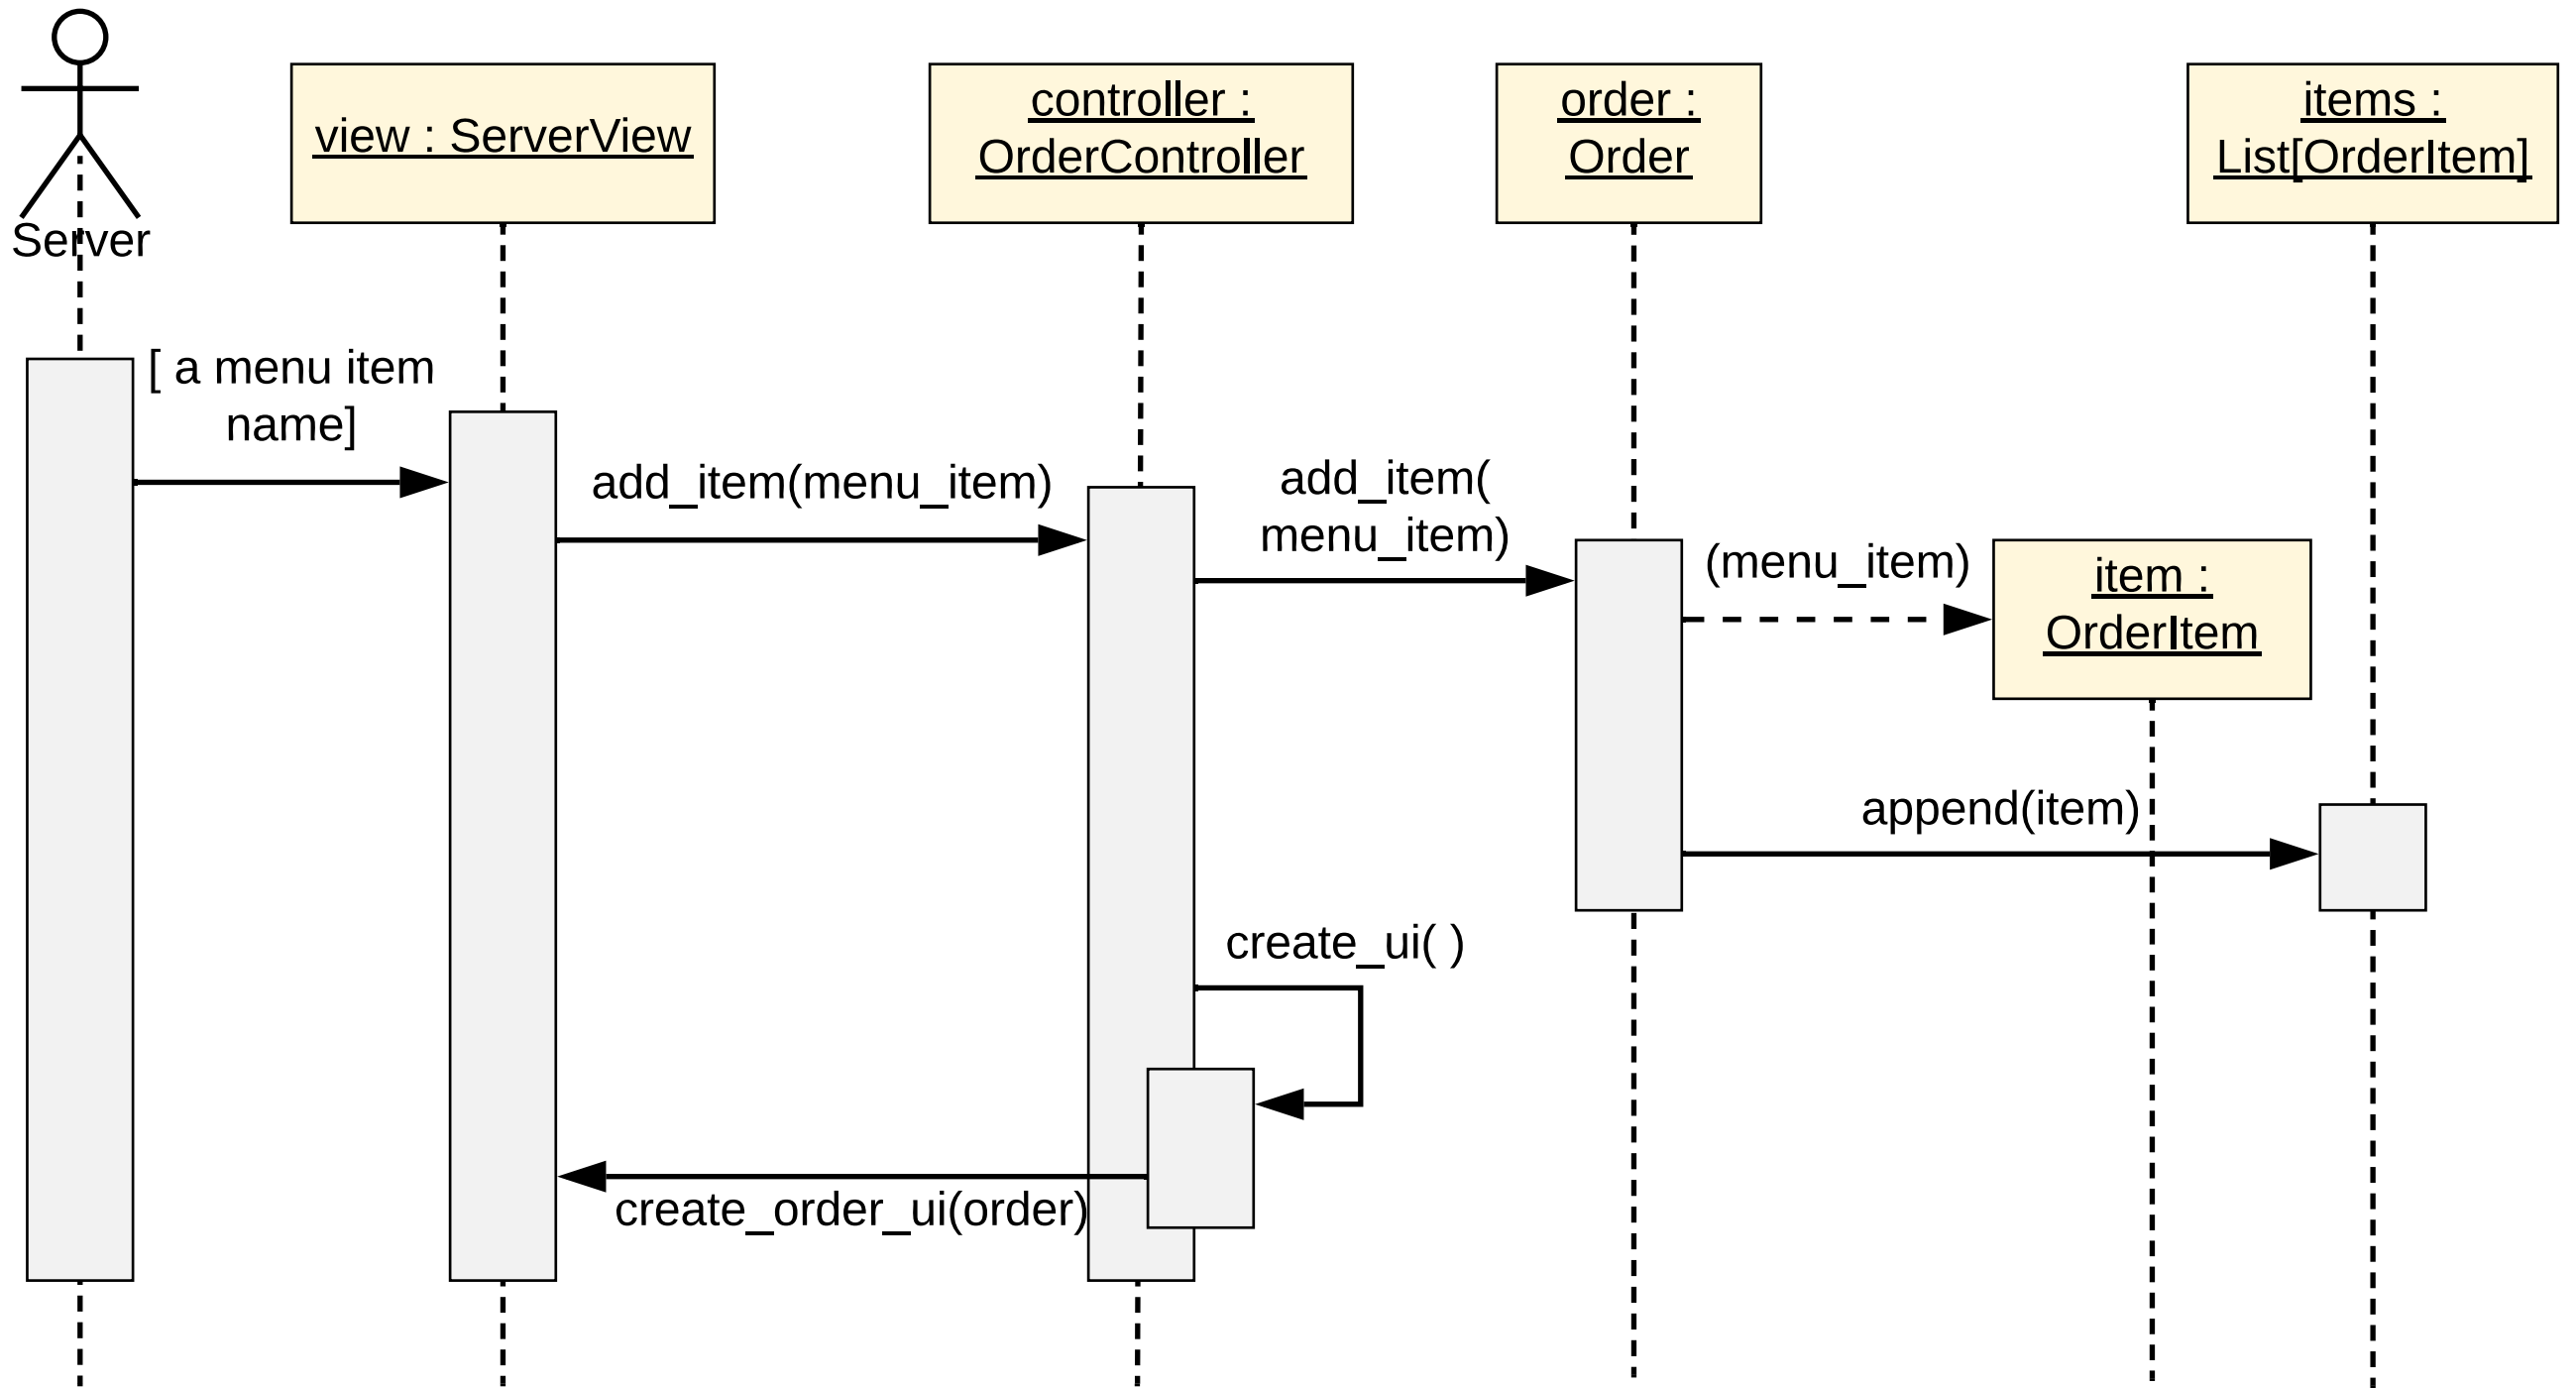 Server
view : ServerView
controller :
OrderController
order :
Order
items :
List[OrderItem]
[ a menu item
name]
add_item(menu_item)
add_item(
menu_item)
(menu_item)
item :
OrderItem
append(item)
create_ui( )
create_order_ui(order)